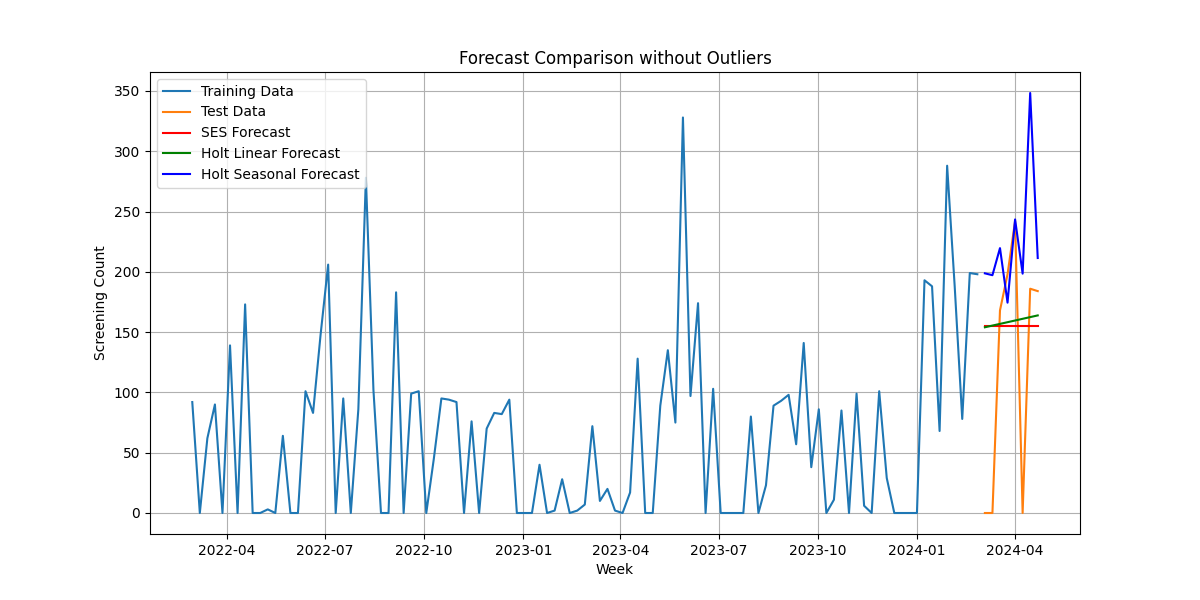 Forecast Comparison without Outliers
Training Data
Test Data
SES Forecast
Holt Linear Forecast
Holt Seasonal Forecast
Screening Count
350
300
250
200
150
100
50
0
2022-04 2022-07 2022-10 2023-01 2023-04 2023-07 2023-10 2024-01 2024-04
Week